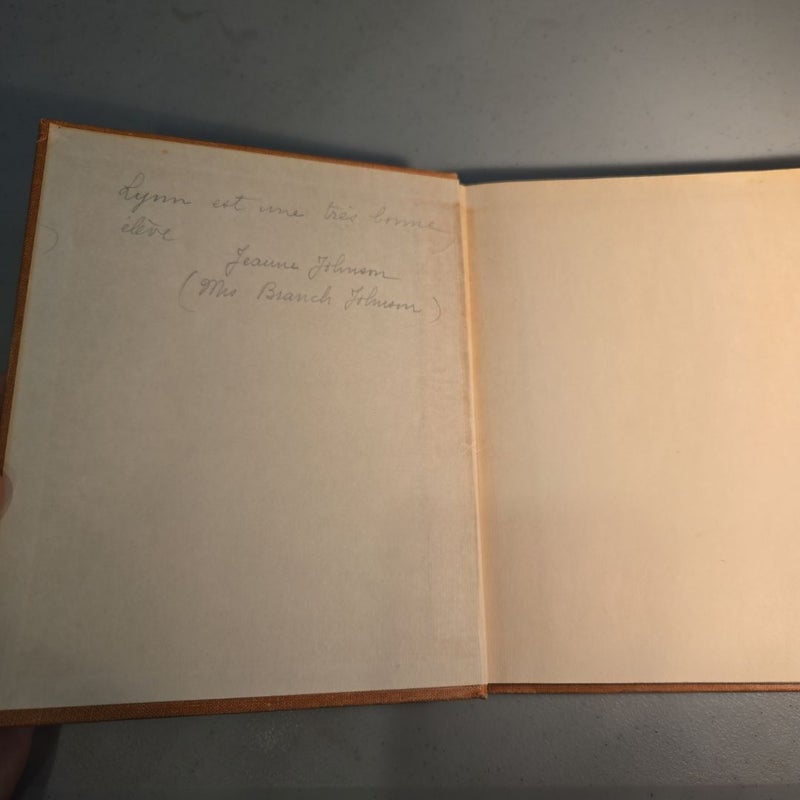 Lynn est une très bonne
élève
Jeanne Johnson
(Mrs Branch Johnson)